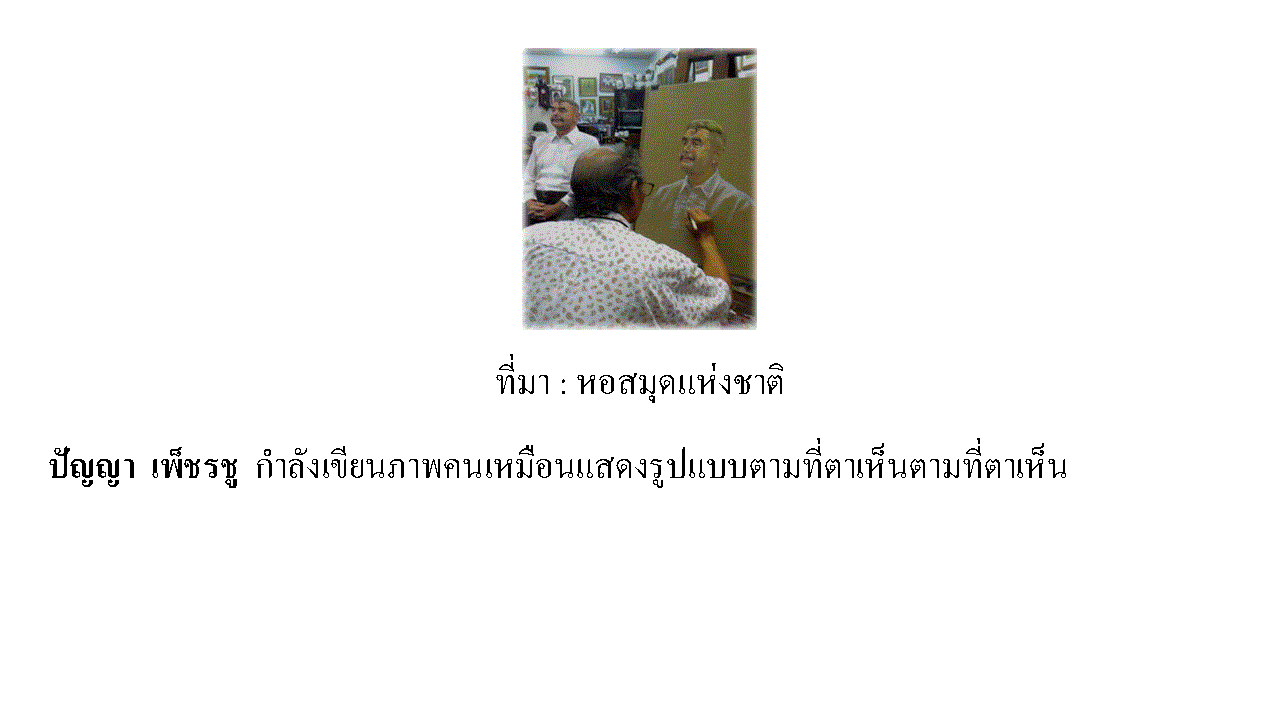 ที่มา : หอสมุดแห่งชาติ
ปัญญา เพ็ชรชู กำลังเขียนภาพคนเหมือนแสดงรูปแบบตามที่ตาเห็นตามที่ตาเห็น